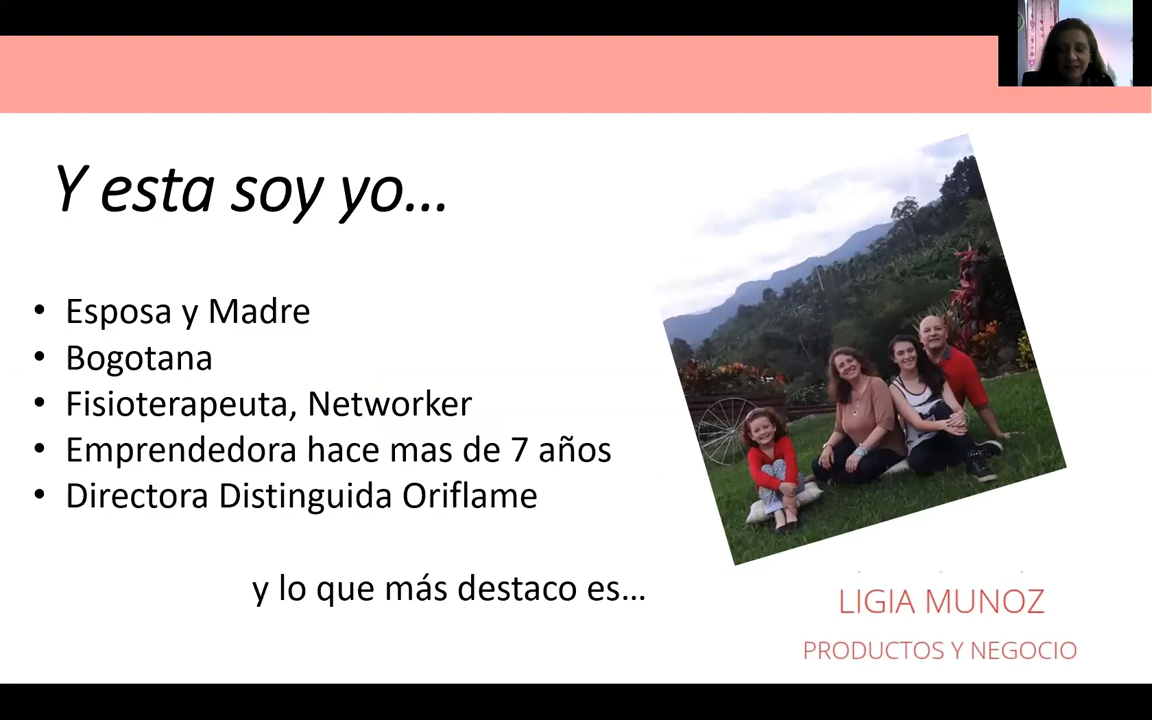 Y esta soy yo...
• Esposa y Madre
• Bogotana
• Fisioterapeuta, Networker
• Emprendedora hace mas de 7 años
• Directora Distinguida Oriflame
y lo que más destaco es...
LIGIA MUNOZ
PRODUCTOS Y NEGOCIO